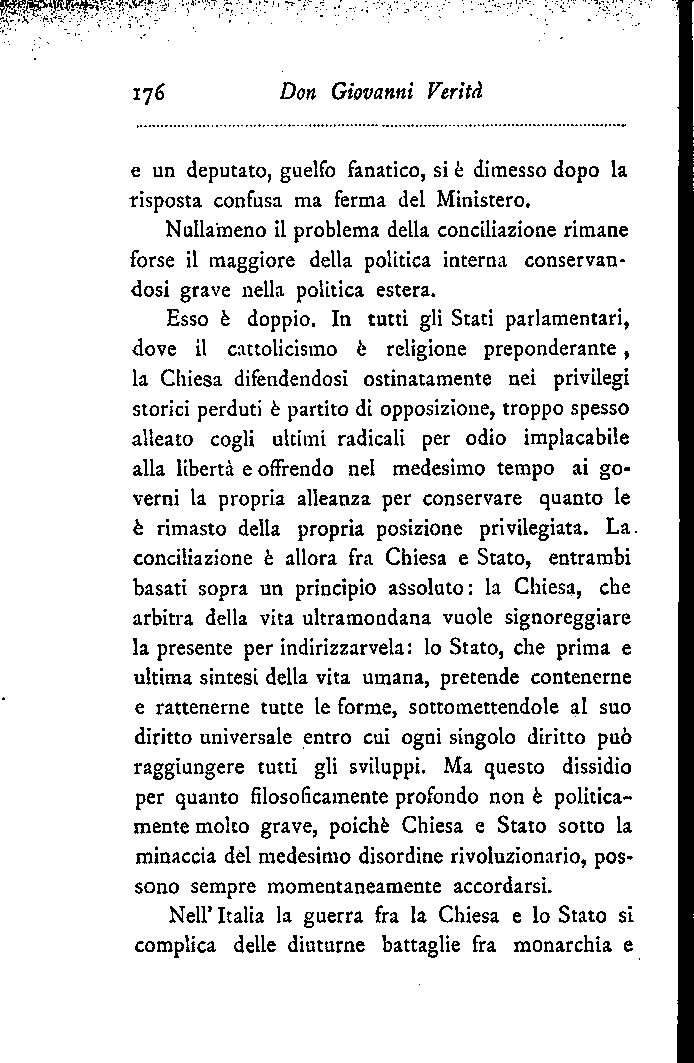 176 Don Giovanni Verità
e un deputato, guelfo fanatico, si è dimesso dopo la
risposta confusa ma ferma del Ministero.
Nullameno il problema della conciliazione rimane
forse il maggiore della politica interna conservan-
dosi grave nella politica estera.
Esso è doppio. In tutti gli Stati parlamentari,
dove il cattolicismo è religione preponderante ,
la Chiesa difendendosi ostinatamente nei privilegi
storici perduti è partito di opposizione, troppo spesso
alleato cogli ultimi radicali per odio implacabile
alla libertà e offrendo nel medesimo tempo ai go-
verni la propria alleanza per conservare quanto le
è rimasto della propria posizione privilegiata. La
conciliazione è allora fra Chiesa e Stato, entrambi
basati sopra un principio assoluto: la Chiesa, che
arbitra della vita ultramondana vuole signoreggiare
la presente per indirizzarvela: lo Stato, che prima e
ultima sintesi della vita umana, pretende contenerne
e rattenerne tutte le forme, sottomettendole al suo
diritto universale entro cui ogni singolo diritto può
raggiungere tutti gli sviluppi. Ma questo dissidio
per quanto filosoficamente profondo non è politica-
mente molto grave, poichè Chiesa e Stato sotto la
minaccia del medesimo disordine rivoluzionario, pos-
sono sempre momentaneamente accordarsi.
Nell' Italia la guerra fra la Chiesa e lo Stato si
complica delle diuturne battaglie fra monarchia e